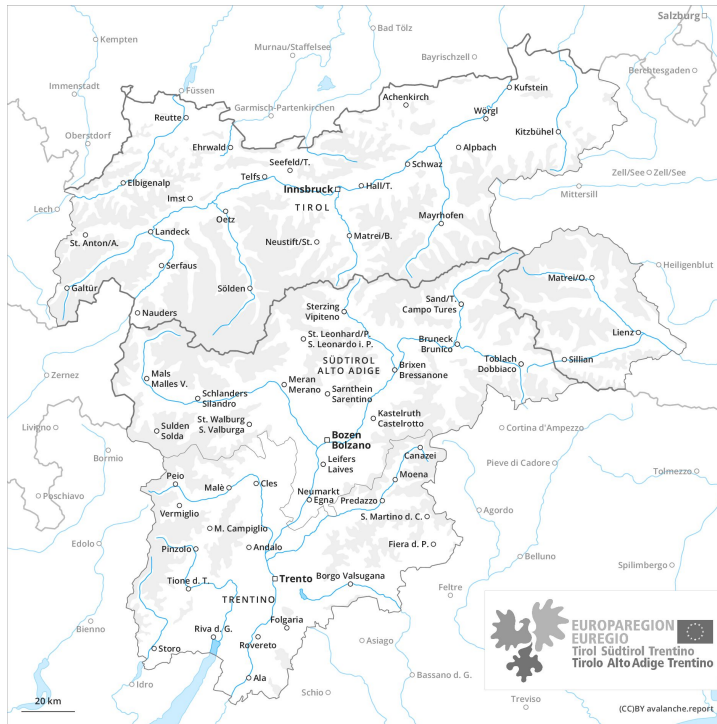 Salzburg
Kempten
Bad Tölz
Murnau/Staffelsee
Bayrischzell
Berchtesgaden
Immenstadt
Füssen
Kufstein
Achenkirch
Garmisch-Partenkirchen
Reutte
Wörgl
Oberstdorf
Kitzbühel
Ehrwald
Alpbach
Seefeld/T.
Schwaz
Telfs
Zell/See
Zell/See
Elbigenalp
Innsbruck
Hall/T.
Mittersill
Imst
TIROL
Lech
Oetz
Mayrhofen
Landeck
Matrei/B.
St. Anton/A.
Neustift/St.
Serfaus
Heiligenblut
Matrei/O.
Galtür
Sölden
Sand/T.
Campo Tures
Nauders
Sterzing
Vipiteno
Lienz
St. Leonhard/P.
S. Leonardo i. P.
Bruneck
Brunico
SÜDTIROL
ALTO ADIGE
Toblach
Dobbiaco
Sillian
Brixen
Bressanone
Zernez
Mals
Malles V.
Meran
Merano
Sarnthein
Sarentino
Schlanders
Silandro
Kastelruth
Castelrotto
St. Walburg
S. Valburga
Livigno
Sulden
Solda
Cortina d'Ampezzo
Bozen
Bolzano
Bormio
Canazei
Leifers
Laives
Pieve di Cadore
Tolmezzo
Peio
Moena
Malè
Cles
Neumarkt
Egna
Poschiavo
Predazzo
Vermiglio
Agordo
S. Martino d. C.
M. Campiglio
Edolo
Pinzolo
Andalo
Fiera d. P.
Belluno
Spilimbergo
Tione d. T.
Trento
Borgo Valsugana
Feltre
TRENTINO
Folgaria
Bienno
Riva d. G.
Rovereto
Asiago
Storo
EUROPAREGION
EUREGIO
Tirol Südtirol Trentino
Tirolo Alto Adige Trentino
Ala
Bassano d. G.
Idro
Schio
Treviso
20 km
(CC)BY avalanche.report